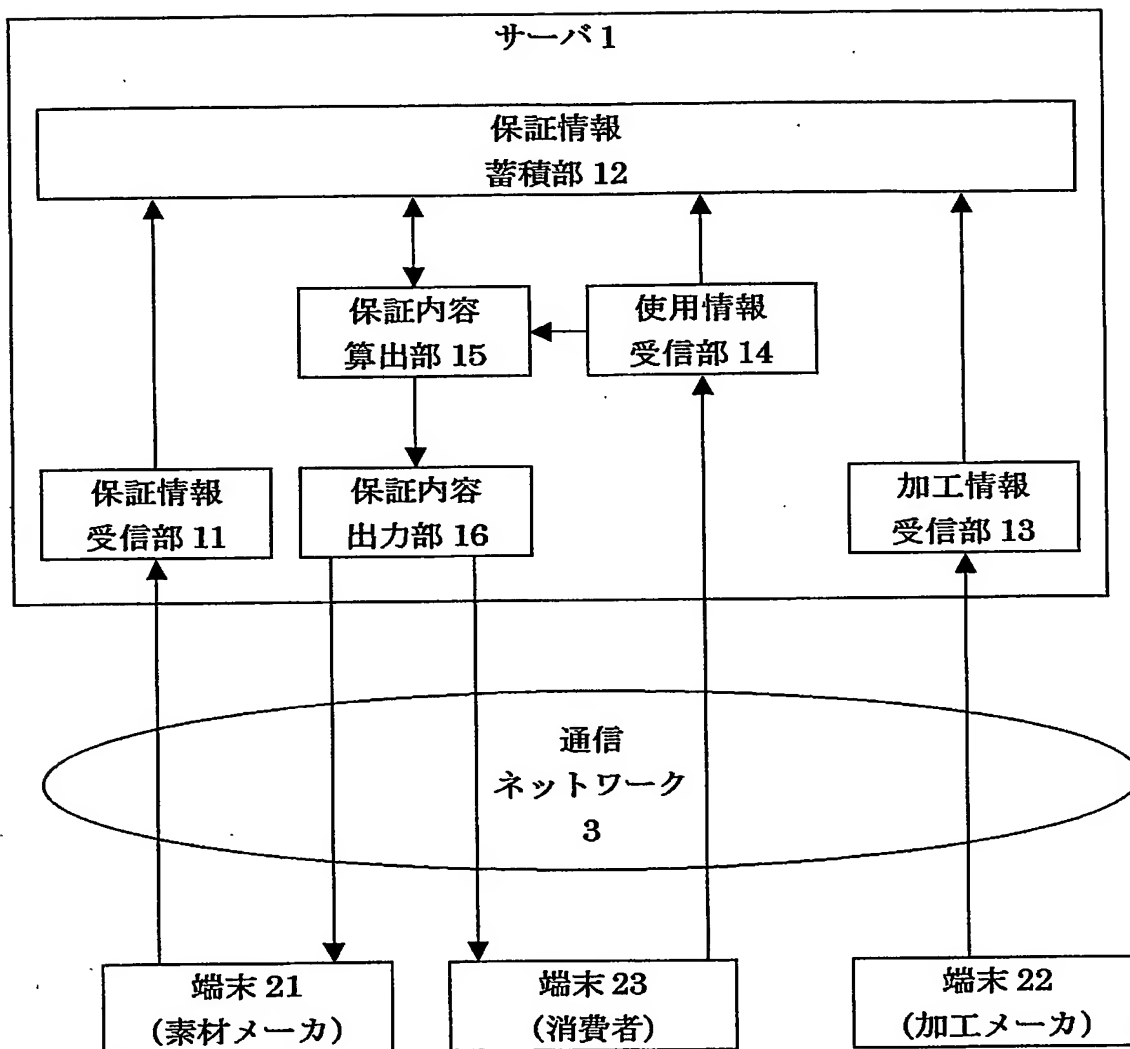 サーバ 1
保証情報
蓄積部 12
保証内容
算出部 15
使用情報
受信部 14
保証情報
受信部 11
保証内容
出力部 16
加工情報
受信部 13
通信
ネットワーク
3
端末 21
(素材メーカ)
端末 23
(消費者)
端末 22
(加工メーカ)